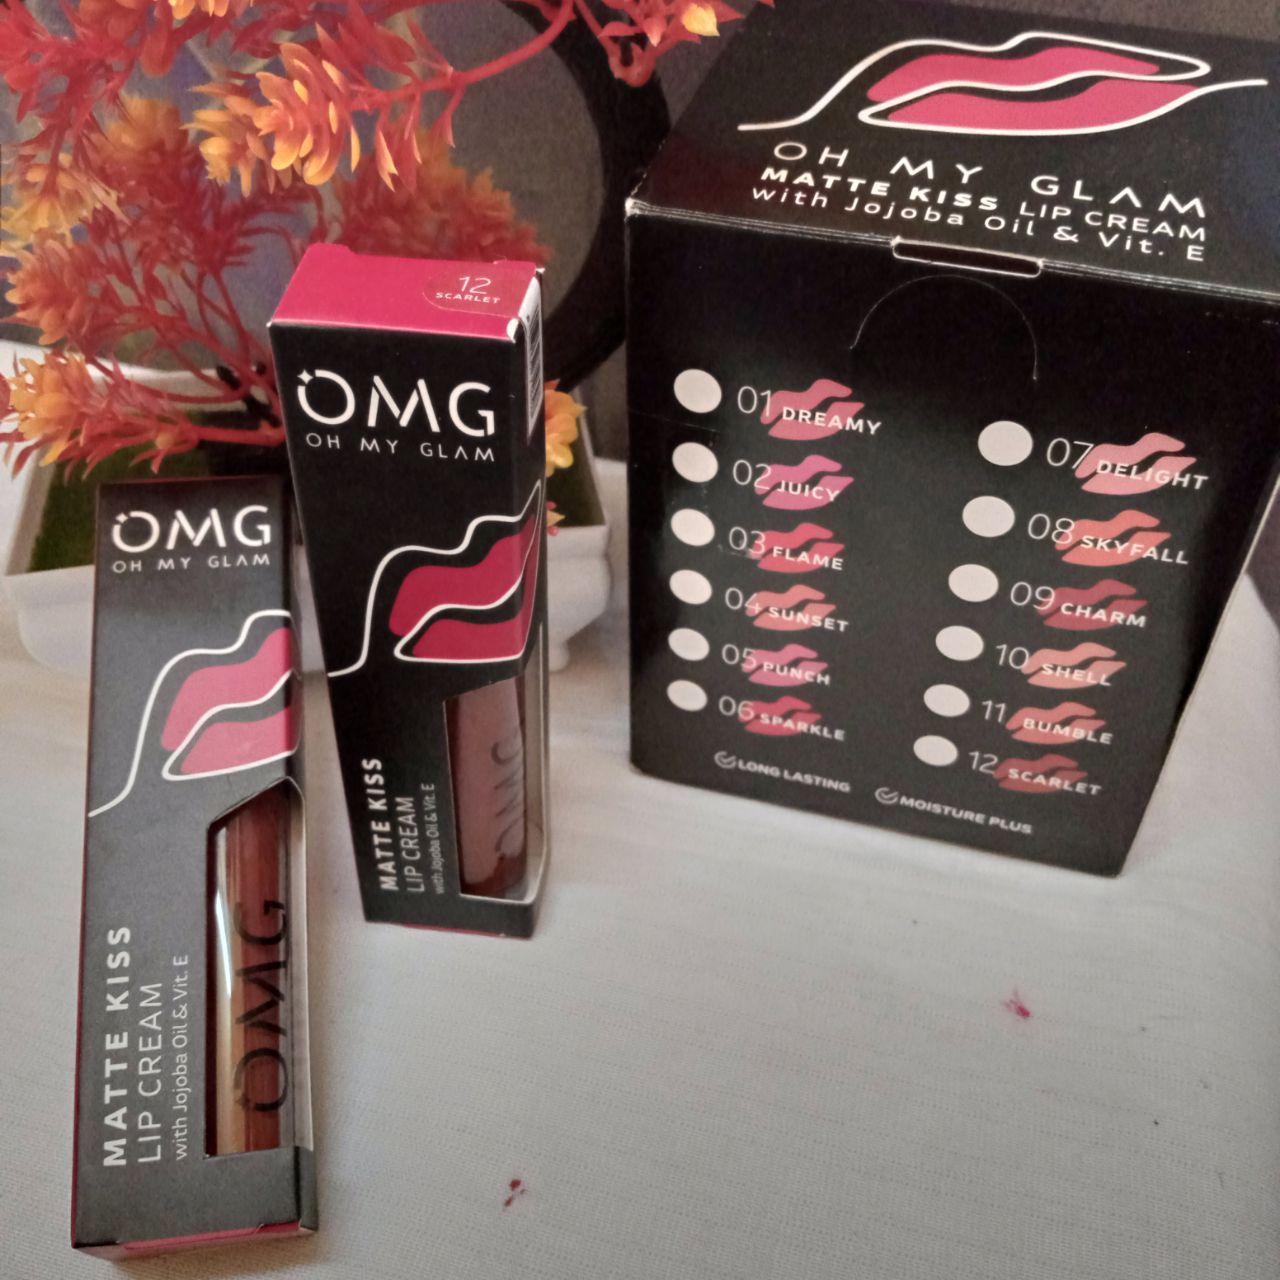 OH MY GLAM
MATTE KISS LIP CREAM
with Jojoba Oil & Vit. E
01 DREAMY
02 JUICY
03 FLAME
04 SUNSET
05 PUNCH
06 SPARKLE
07 DELIGHT
08 SKYFALL
09 CHARM
10 SHELL
11 BUMBLE
12 SCARLET
LONG LASTING
MOISTURE PLUS
12
SCARLET
OMG
OH MY GLAM
MATTE KISS
LIP CREAM
with Jojoba Oil & Vit. E
OMG
OMG
OH MY GLAM
MATTE KISS
LIP CREAM
with Jojoba Oil & Vit. E
OMG